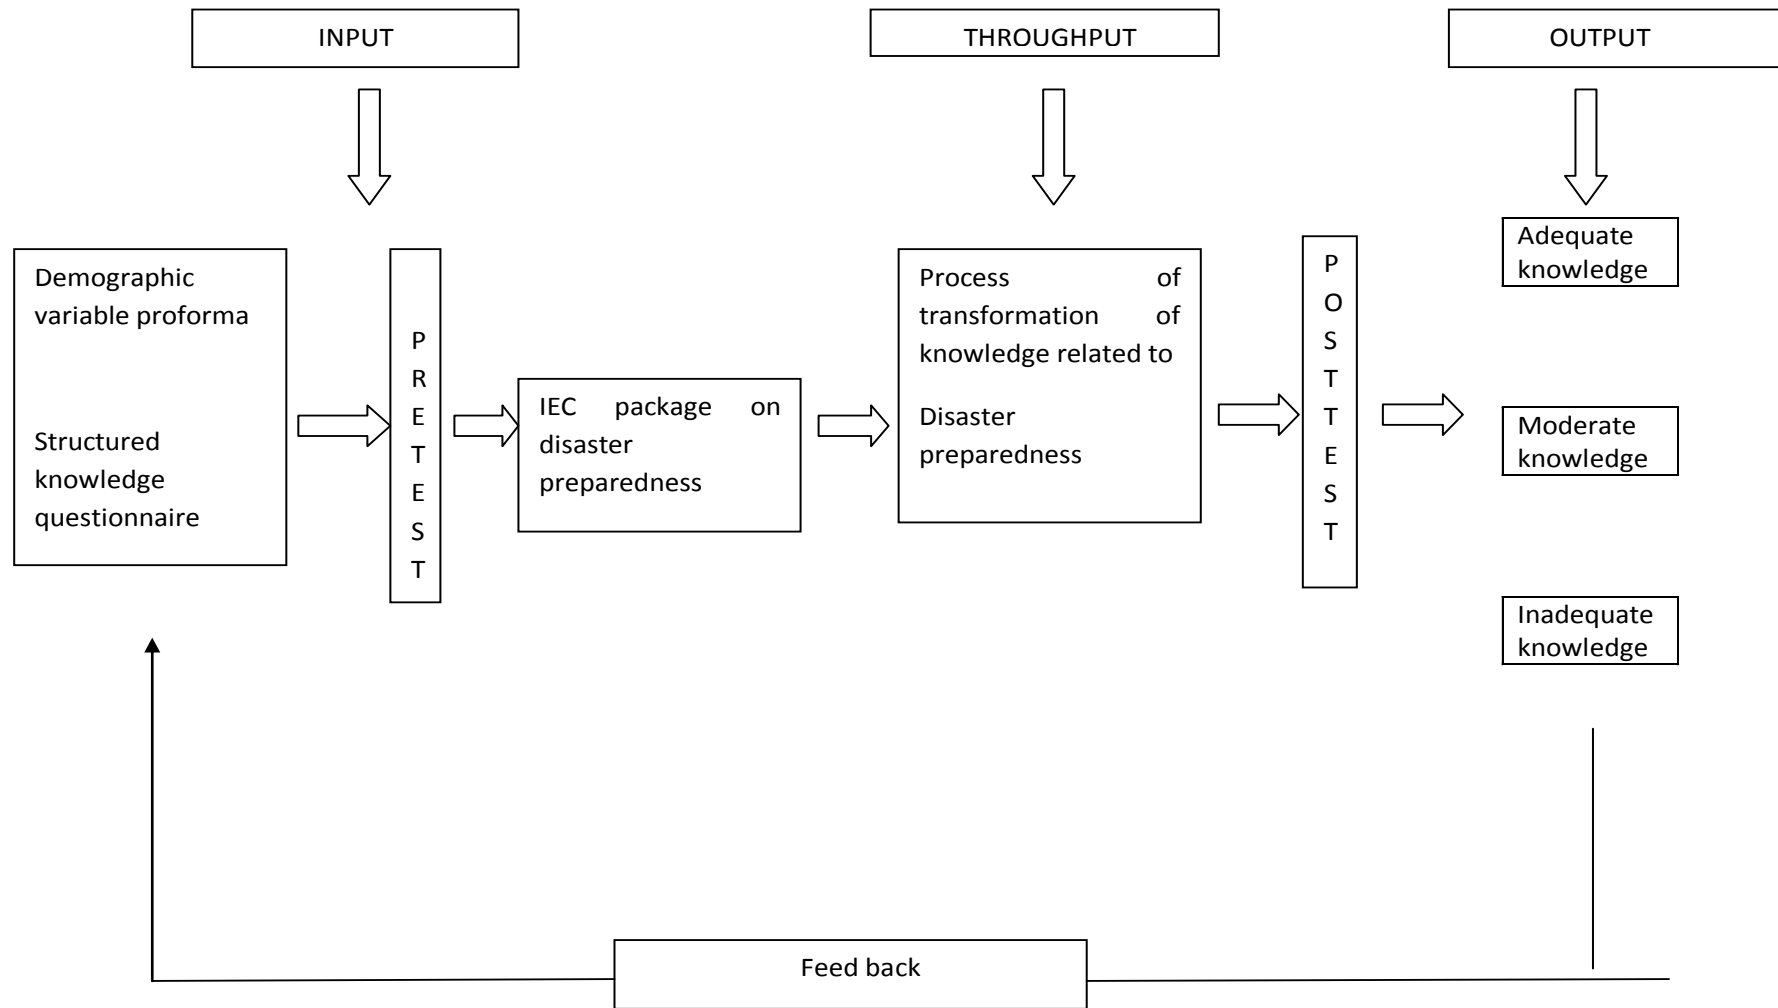 INPUT
THROUGHPUT
OUTPUT
Demographic
variable proforma
Structured
knowledge
questionnaire
P
R
E
T
E
S
T
IEC package on
disaster
preparedness
Process of
transformation of
knowledge related to
Disaster
preparedness
P
O
S
T
T
E
S
T
Adequate
knowledge
Moderate
knowledge
Inadequate
knowledge
Feed back